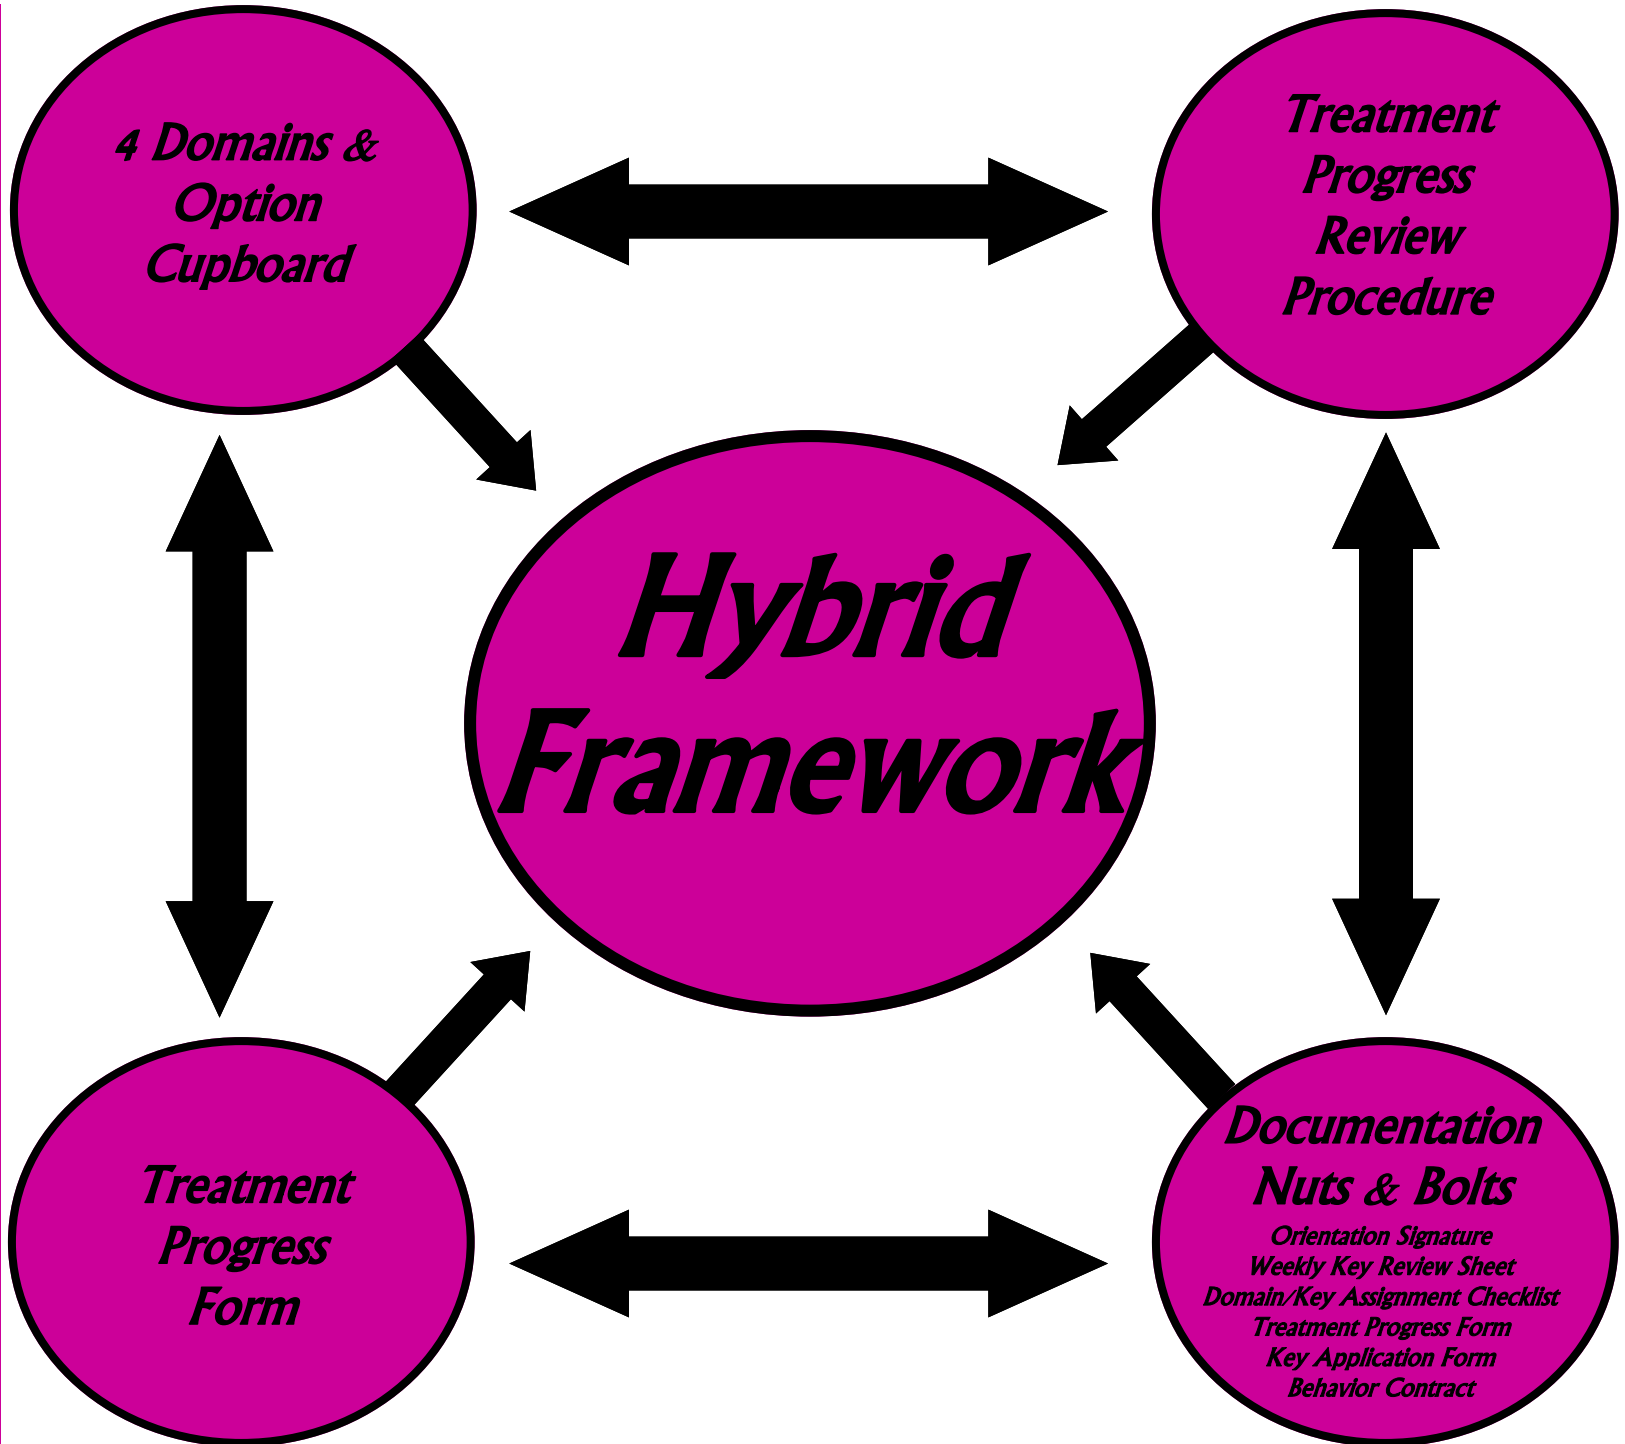 4 Domains &
Option
Cupboard
Treatment
Progress
Review
Procedure
Hybrid
Framework
Treatment
Progress
Form
Documentation
Nuts & Bolts
Orientation Signature
Weekly Key Review Sheet
Domain/Key Assignment Checklist
Treatment Progress Form
Key Application Form
Behavior Contract